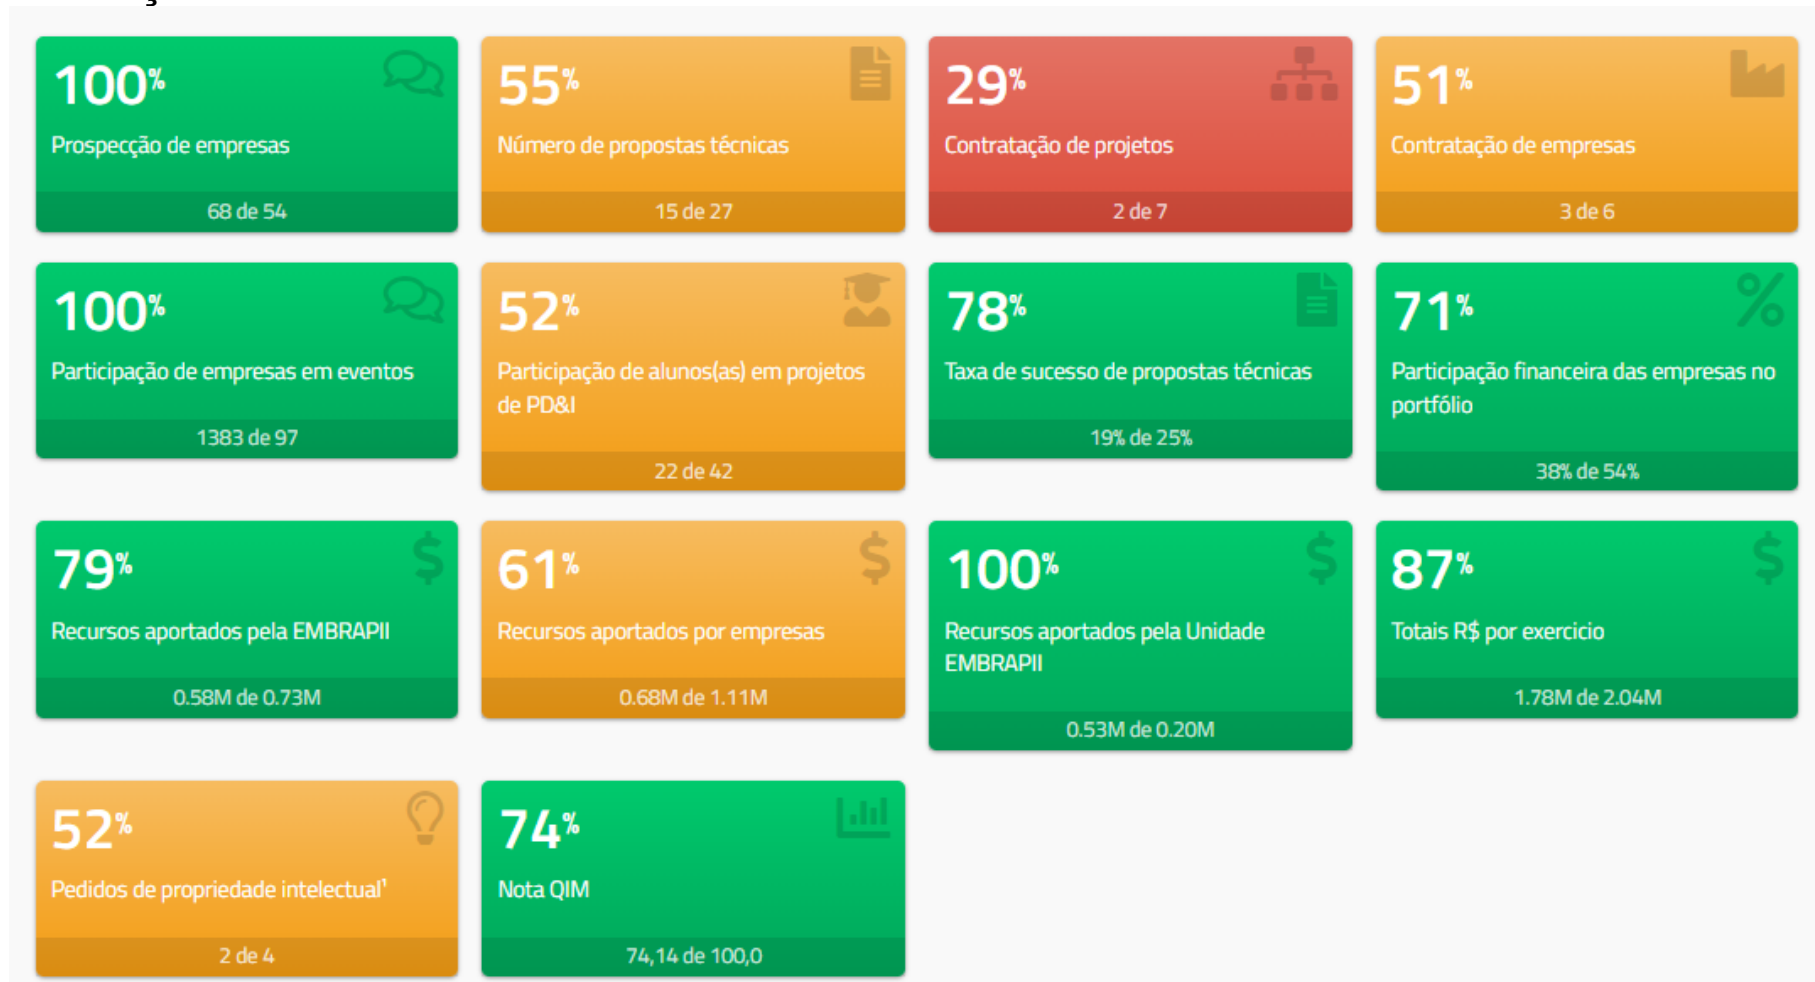 100%
Prospecção de empresas
68 de 54
55%
Número de propostas técnicas
15 de 27
29%
Contratação de projetos
2 de 7
51%
Contratação de empresas
3 de 6
100%
Participação de empresas em eventos
1383 de 97
52%
Participação de alunos(as) em projetos
de PD&I
22 de 42
78%
Taxa de sucesso de propostas técnicas
19% de 25%
71%
Participação financeira das empresas no
portfólio
38% de 54%
79%
Recursos aportados pela EMBRAPII
0.58M de 0.73M
61%
Recursos aportados por empresas
0.68M de 1.11M
100%
Recursos aportados pela Unidade
EMBRAPII
0.53M de 0.20M
87%
Totais R$ por exercicio
1.78M de 2.04M
52%
Pedidos de propriedade intelectual¹
2 de 4
74%
Nota QIM
74,14 de 100,0